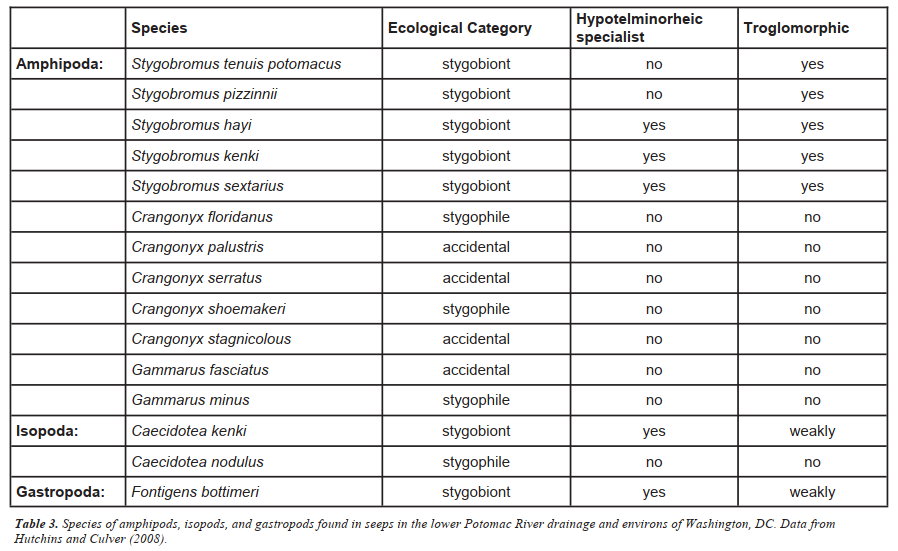 Species Ecological Category Hypotelminorheic specialist Troglomorphic
Amphipoda: Stygobromus tenuis potomacus stygobiont no yes
Stygobromus pizzinnii stygobiont no yes
Stygobromus hayi stygobiont yes yes
Stygobromus kenki stygobiont yes yes
Stygobromus sextarius stygobiont yes yes
Crangonyx floridanus stygophile no no
Crangonyx palustris accidental no no
Crangonyx serratus accidental no no
Crangonyx shoemakeri stygophile no no
Crangonyx stagnicolous accidental no no
Gammarus fasciatus accidental no no
Gammarus minus stygophile no no
Isopoda: Caecidotea kenki stygobiont yes weakly
Caecidotea nodulus stygophile no no
Gastropoda: Fontigens bottimeri stygobiont yes weakly
Table 3. Species of amphipods, isopods, and gastropods found in seeps in the lower Potomac River drainage and environs of Washington, DC. Data from
Hutchins and Culver (2008).